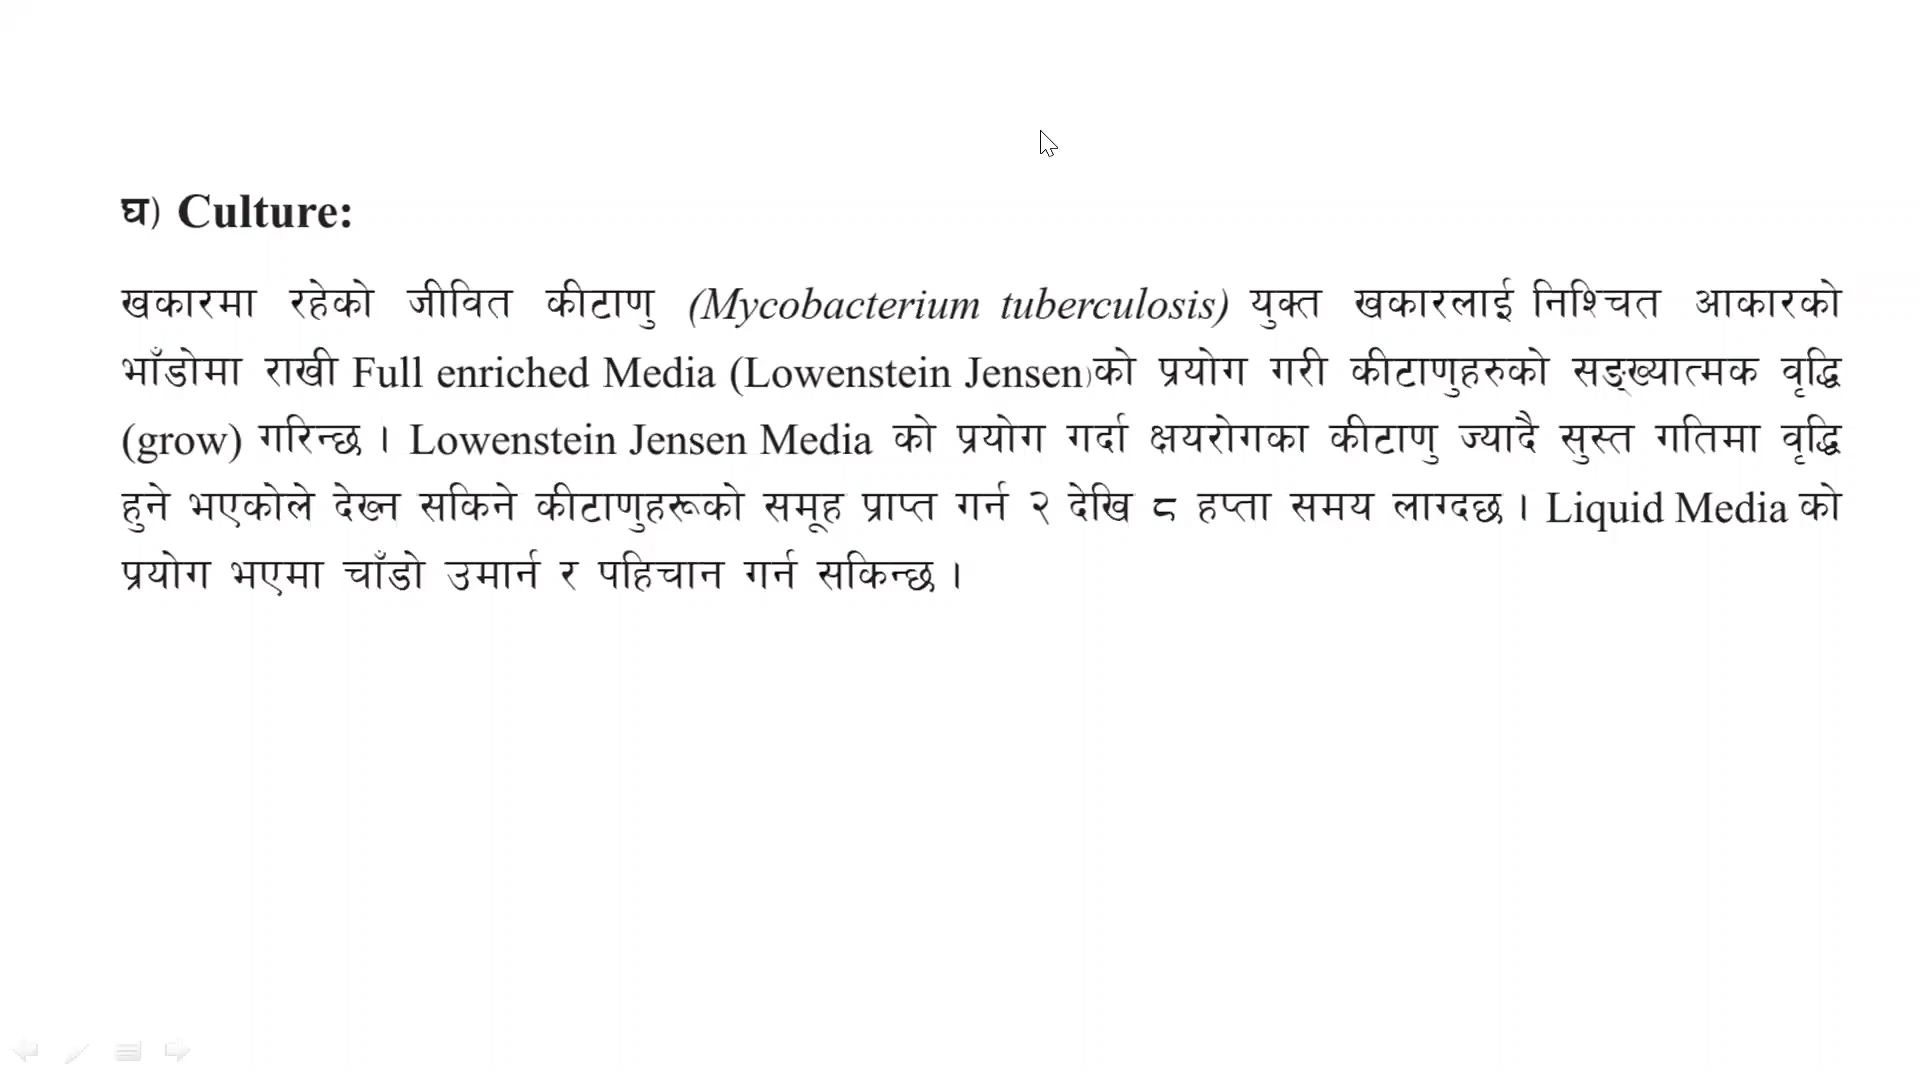 घ) Culture:
खकारमा रहेको जीवित कीटाणु (Mycobacterium tuberculosis) युक्त खकारलाई निश्चित आकारको
भाँडोमा राखी Full enriched Media (Lowenstein Jensen)को प्रयोग गरी कीटाणुहरुको सङ्ख्यात्मक वृद्धि
(grow) गरिन्छ । Lowenstein Jensen Media को प्रयोग गर्दा क्षयरोगका कीटाणु ज्यादै सुस्त गतिमा वृद्धि
हुने भएकोले देख्न सकिने कीटाणुहरूको समूह प्राप्त गर्न २ देखि ८ हप्ता समय लाग्दछ । Liquid Media को
प्रयोग भएमा चाँडो उमार्न र पहिचान गर्न सकिन्छ ।